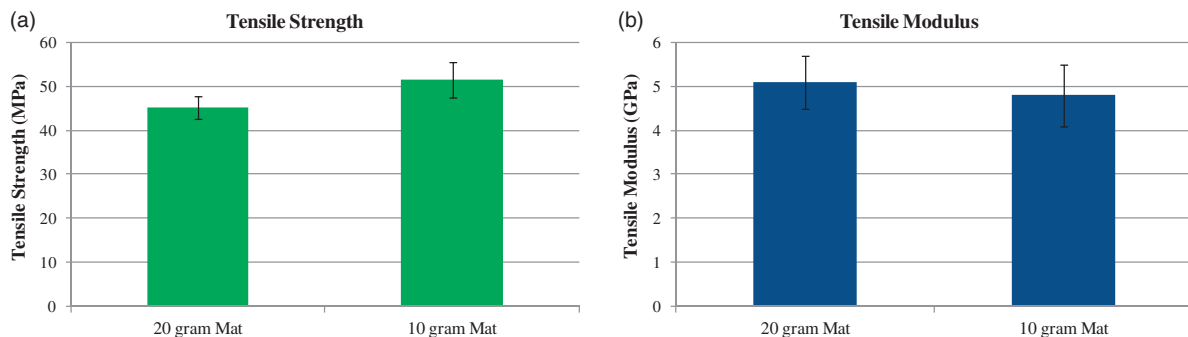 (a)
Tensile Strength
Tensile Strength (MPa)
60
50
40
30
20
10
0
20 gram Mat
10 gram Mat
(b)
Tensile Modulus
Tensile Modulus (GPa)
6
5
4
3
2
1
0
20 gram Mat
10 gram Mat